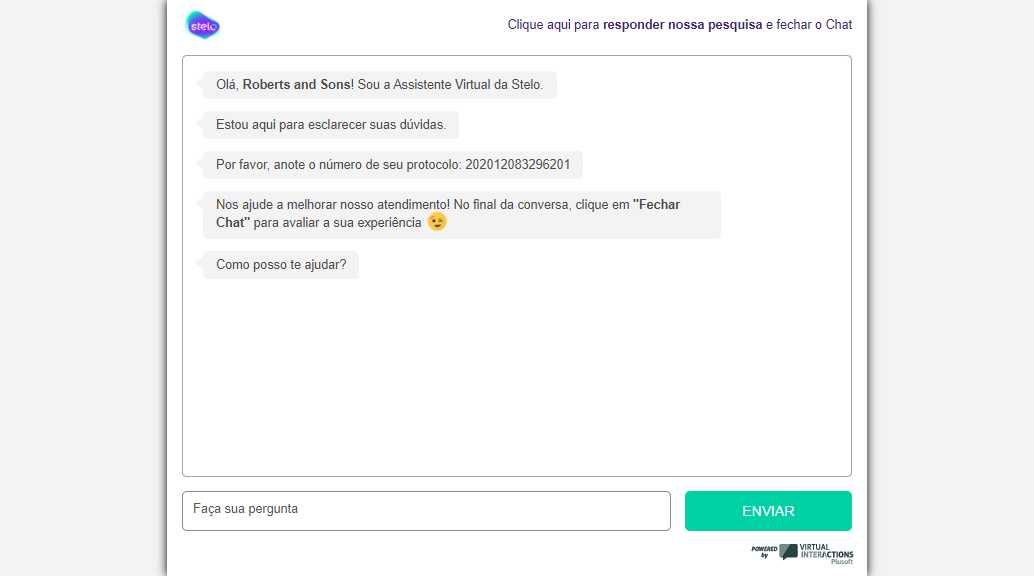 stelo
Clique aqui para responder nossa pesquisa e fechar o Chat
Olá, Roberts and Sons! Sou a Assistente Virtual da Stelo.
Estou aqui para esclarecer suas dúvidas.
Por favor, anote o número de seu protocolo: 202012083296201
Nos ajude a melhorar nosso atendimento! No final da conversa, clique em "Fechar
Chat" para avaliar a sua experiência
Como posso te ajudar?
Faça sua pergunta
ENVIAR
POWERED
by
VIRTUAL
INTERACTIONS
Plusoft